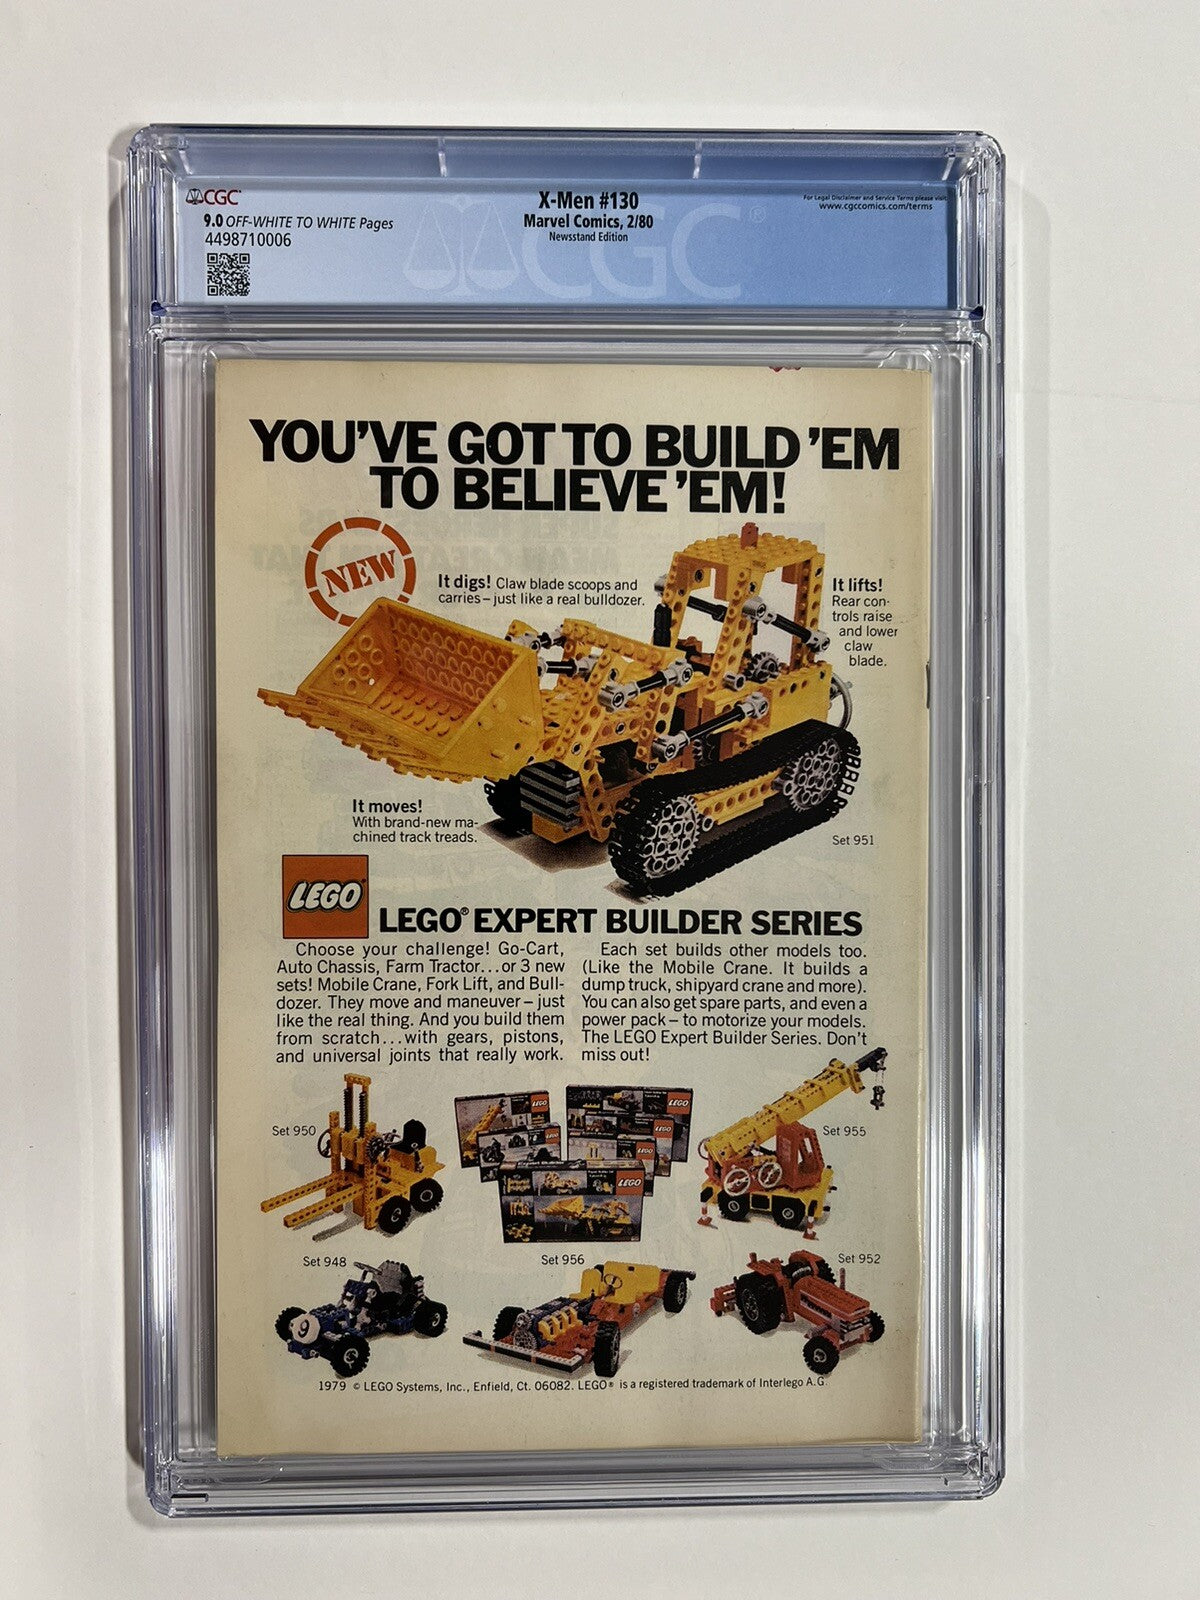 CGC
X-Men #130
For Legal Disclaimer and Service Terms please visit
www.cgccomics.com/terms
9.0 OFF-WHITE TO WHITE Pages
Marvel Comics, 2/80
4498710006
Newsstand Edition
CGC®
YOU'VE GOT TO BUILD 'EM
TO BELIEVE 'EM!
NEW
It digs! Claw blade scoops and
carries – just like a real bulldozer.
It lifts!
Rear con-
trols raise
and lower
claw
blade.
It moves!
With brand-new ma-
chined track treads.
Set 951
LEGO®
LEGO® EXPERT BUILDER SERIES
Choose your challenge! Go-Cart,
Auto Chassis, Farm Tractor...or 3 new
sets! Mobile Crane, Fork Lift, and Bull-
dozer. They move and maneuver – just
like the real thing. And you build them
from scratch...with gears, pistons,
and universal joints that really work.
Each set builds other models too.
(Like the Mobile Crane. It builds a
dump truck, shipyard crane and more).
You can also get spare parts, and even a
power pack – to motorize your models.
The LEGO Expert Builder Series. Don't
miss out!
Set 950
LEGO
LEGO
LEGO
LEGO
LEGO
LEGO
Set 955
Set 948
Set 956
Set 952
9
1979 © LEGO Systems, Inc., Enfield, Ct. 06082. LEGO® is a registered trademark of Interlego A.G.